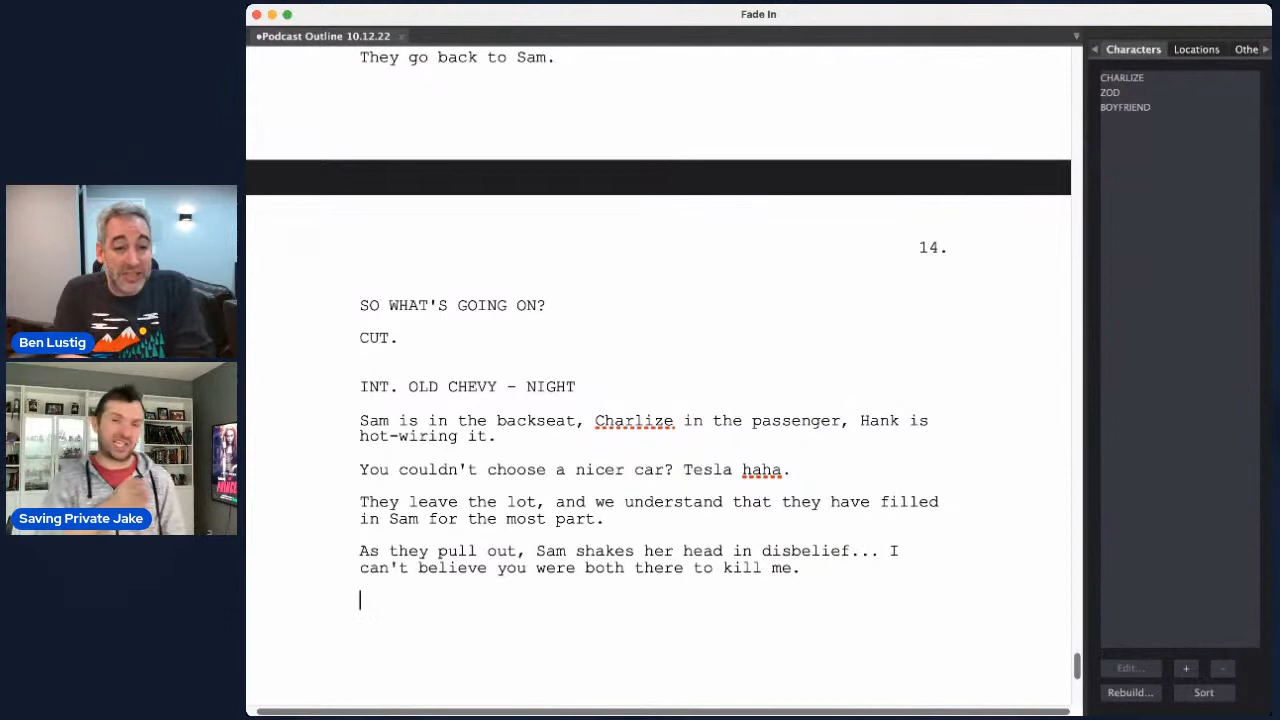 Fade In
•Podcast Outline 10.12.22
They go back to Sam.
14.
SO WHAT'S GOING ON?
CUT.
INT. OLD CHEVY - NIGHT
Sam is in the backseat, Charlize in the passenger, Hank is
hot-wiring it.
You couldn't choose a nicer car? Tesla haha.
They leave the lot, and we understand that they have filled
in Sam for the most part.
As they pull out, Sam shakes her head in disbelief... I
can't believe you were both there to kill me.
Characters Locations Othe
CHARLIZE
ZOD
BOYFRIEND
Edit... + -
Rebuild... Sort
Ben Lustig
Saving Private Jake